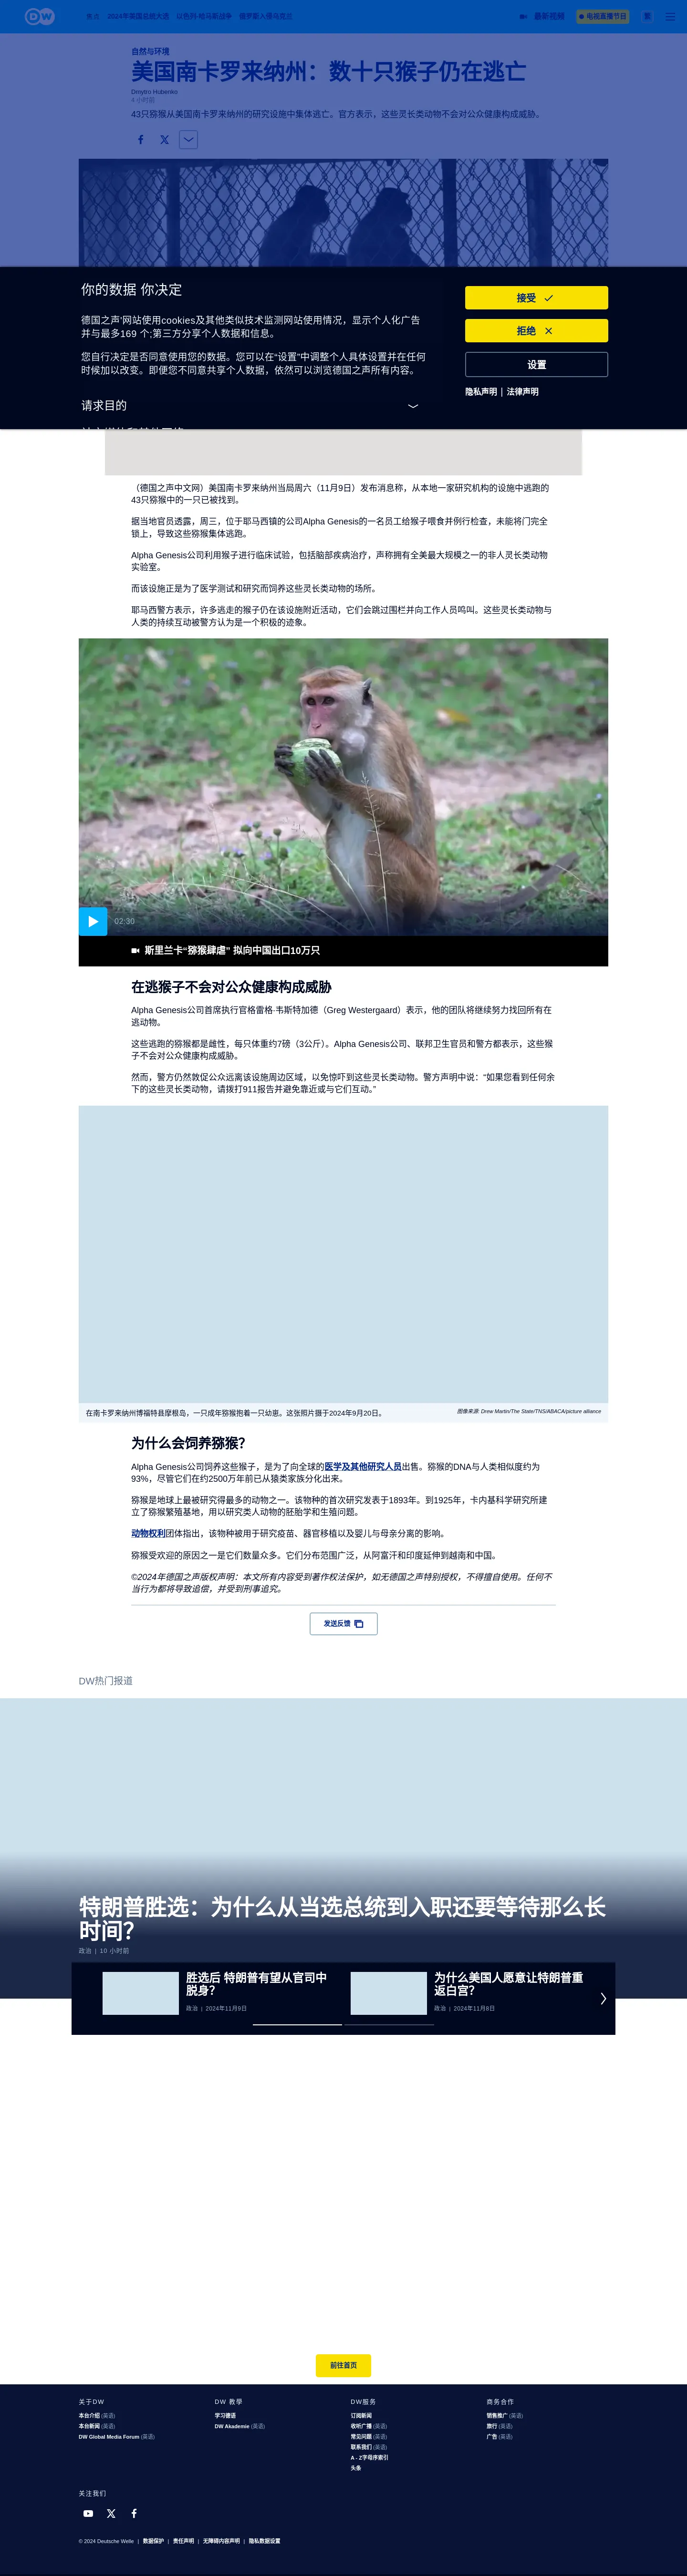 DW
焦点 2024年美国总统大选 以色列-哈马斯战争 俄罗斯入侵乌克兰 最新视频 电视直播节目 繁
自然与环境
美国南卡罗来纳州：数十只猴子仍在逃亡
Dmytro Hubenko
4 小时前
43只猕猴从美国南卡罗来纳州的研究设施中集体逃亡。官方表示，这些灵长类动物不会对公众健康构成威胁。
你的数据 你决定
德国之声'网站使用cookies及其他类似技术监测网站使用情况，显示个人化广告
并与最多169 个;第三方分享个人数据和信息。
您自行决定是否同意使用您的数据。您可以在“设置”中调整个人具体设置并在任何
时候加以改变。即便您不同意共享个人数据，依然可以浏览德国之声所有内容。
请求目的
接受
拒绝
设置
隐私声明 | 法律声明
（德国之声中文网）美国南卡罗来纳州当局周六（11月9日）发布消息称，从本地一家研究机构的设施中逃跑的
43只猕猴中的一只已被找到。
据当地官员透露，周三，位于耶马西镇的公司Alpha Genesis的一名员工给猴子喂食并例行检查，未能将门完全
锁上，导致这些猕猴集体逃跑。
Alpha Genesis公司利用猴子进行临床试验，包括脑部疾病治疗，声称拥有全美最大规模之一的非人灵长类动物
实验室。
而该设施正是为了医学测试和研究而饲养这些灵长类动物的场所。
耶马西警方表示，许多逃走的猴子仍在该设施附近活动，它们会跳过围栏并向工作人员鸣叫。这些灵长类动物与
人类的持续互动被警方认为是一个积极的迹象。
02:30
斯里兰卡“猕猴肆虐” 拟向中国出口10万只
在逃猴子不会对公众健康构成威胁
Alpha Genesis公司首席执行官格雷格·韦斯特加德（Greg Westergaard）表示，他的团队将继续努力找回所有在
逃动物。
这些逃跑的猕猴都是雌性，每只体重约7磅（3公斤）。Alpha Genesis公司、联邦卫生官员和警方都表示，这些猴
子不会对公众健康构成威胁。
然而，警方仍然敦促公众远离该设施周边区域，以免惊吓到这些灵长类动物。警方声明中说：“如果您看到任何余
下的这些灵长类动物，请拨打911报告并避免靠近或与它们互动。”
在南卡罗来纳州博福特县摩根岛，一只成年猕猴抱着一只幼崽。这张照片摄于2024年9月20日。
图像来源: Drew Martin/The State/TNS/ABACA/picture alliance
为什么会饲养猕猴？
Alpha Genesis公司饲养这些猴子，是为了向全球的医学及其他研究人员出售。猕猴的DNA与人类相似度约为
93%，尽管它们在约2500万年前已从猿类家族分化出来。
猕猴是地球上最被研究得最多的动物之一。该物种的首次研究发表于1893年。到1925年，卡内基科学研究所建
立了猕猴繁殖基地，用以研究类人动物的胚胎学和生殖问题。
动物权利团体指出，该物种被用于研究疫苗、器官移植以及婴儿与母亲分离的影响。
猕猴受欢迎的原因之一是它们数量众多。它们分布范围广泛，从阿富汗和印度延伸到越南和中国。
©2024年德国之声版权声明：本文所有内容受到著作权法保护，如无德国之声特别授权，不得擅自使用。任何不
当行为都将导致追偿，并受到刑事追究。
发送反馈
DW热门报道
特朗普胜选：为什么从当选总统到入职还要等待那么长
时间？
政治 | 10 小时前
胜选后 特朗普有望从官司中
脱身？
政治 | 2024年11月9日
为什么美国人愿意让特朗普重
返白宫？
政治 | 2024年11月8日
前往首页
关于DW
本台介绍 (英语)
本台新闻 (英语)
DW Global Media Forum (英语)
DW 教學
学习德语
DW Akademie (英语)
DW服务
订阅新闻
收听广播 (英语)
常见问题 (英语)
联系我们 (英语)
A - Z字母序索引
头条
商务合作
销售推广 (英语)
旅行 (英语)
广告 (英语)
关注我们
© 2024 Deutsche Welle | 数据保护 | 责任声明 | 无障碍内容声明 | 隐私数据设置